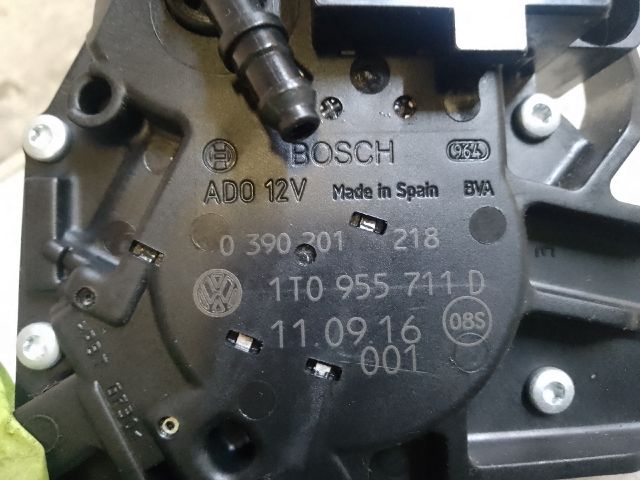 BOSCH 964
ADO 12V Made in Spain BVA
0 390 201 218
VW 1T0 955 711 D
11.09 16 08S
001